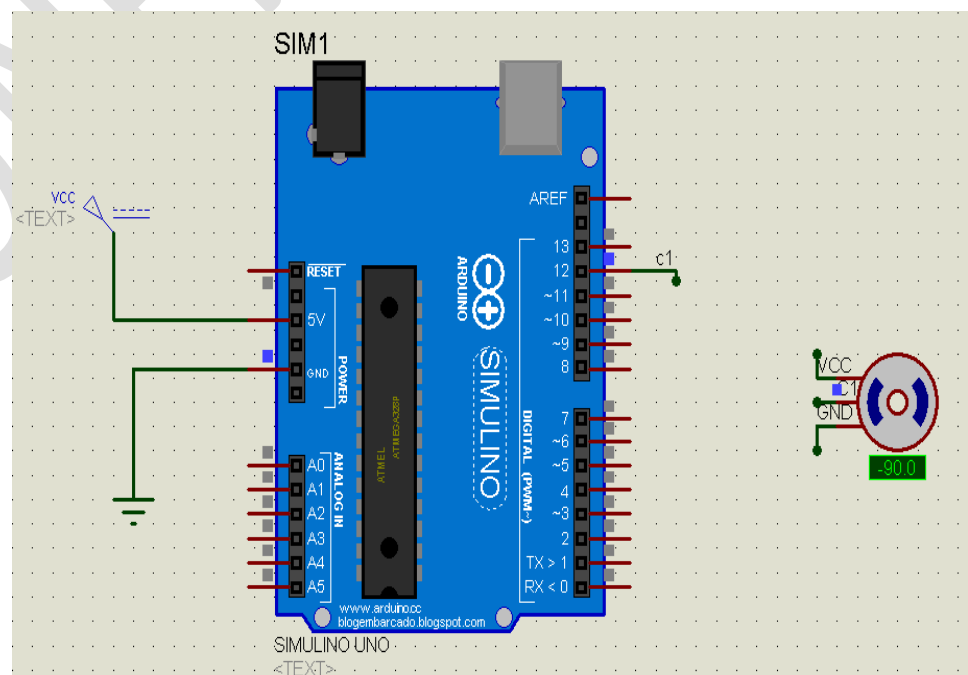 SIM1
VCC
<TEXT>
AREF
13
12
c1
~11
~10
~9
8
RESET
5V
GND
POWER
ARDUINO
SIMULINO
ATMEL
ATMEGA328P
DIGITAL (PWM~)
7
~6
~5
4
~3
2
TX > 1
RX < 0
ANALOG IN
A0
A1
A2
A3
A4
A5
www.arduino.cc
blogembarcado.blogspot.com
SIMULINO UNO
<TEXT>
VCC
C1
GND
-90.0